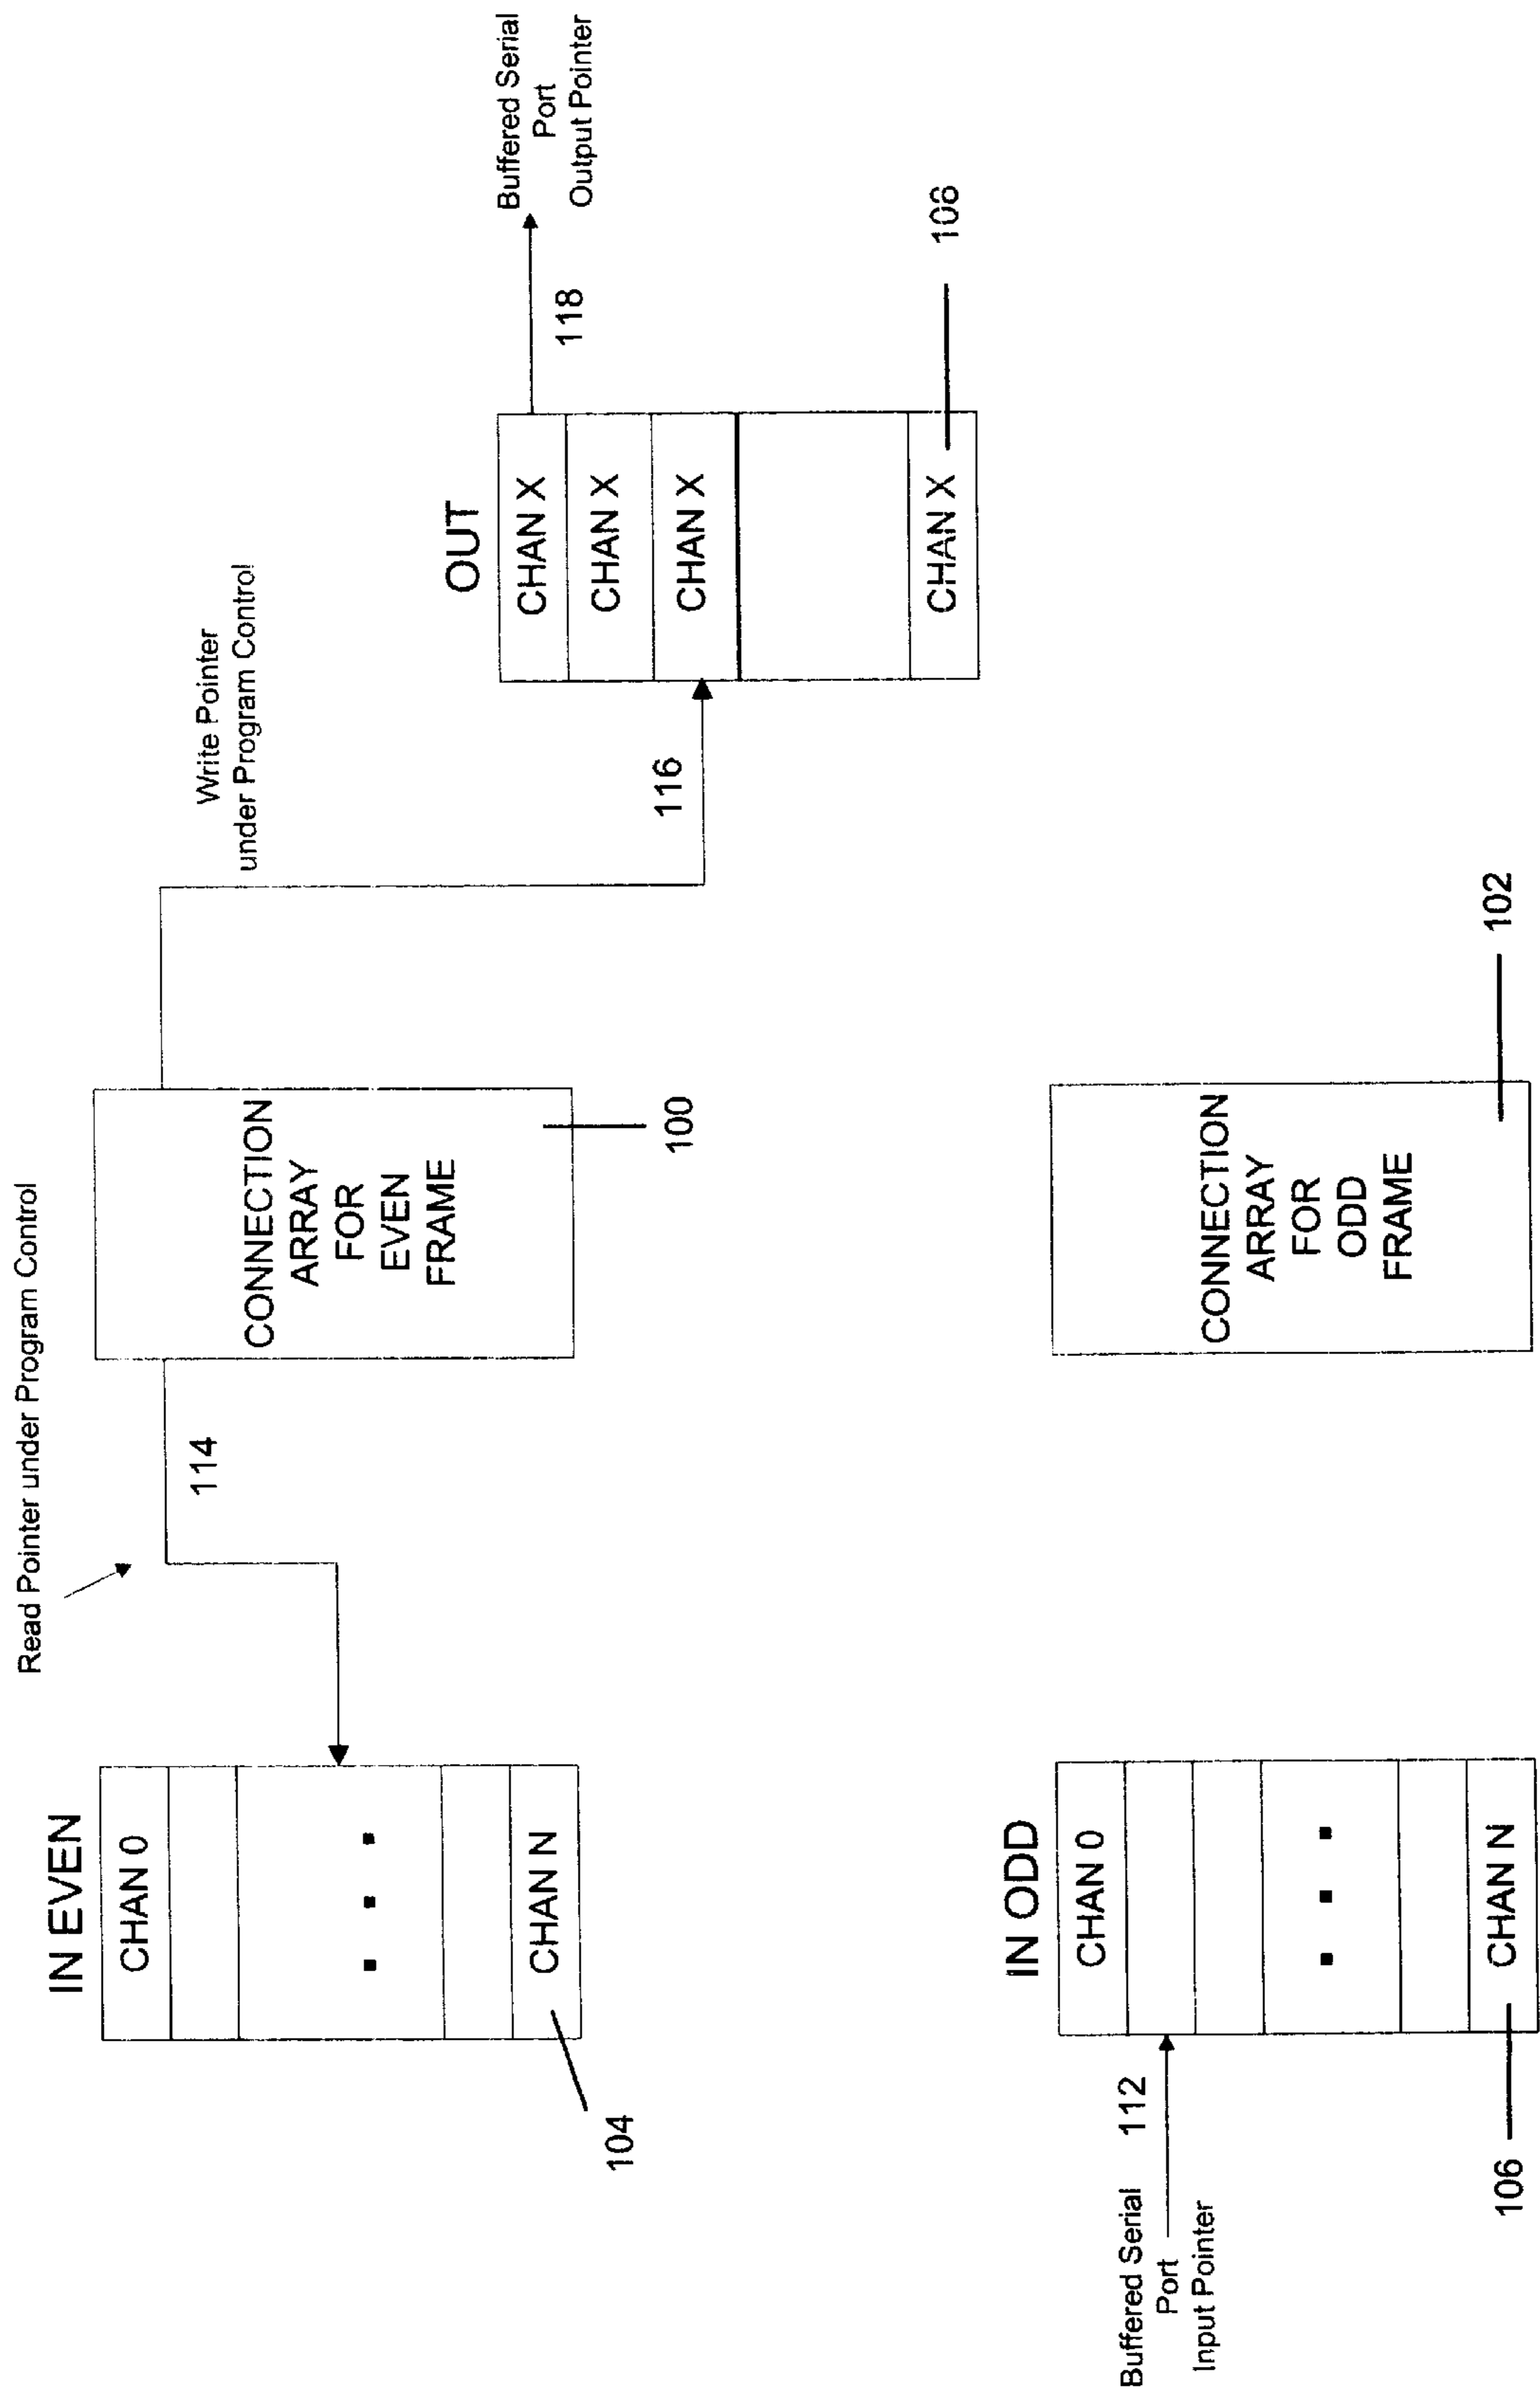 Read Pointer under Program Control
IN EVEN
CHAN 0
CHAN N
104
114
CONNECTION
ARRAY
FOR
EVEN
FRAME
100
Write Pointer
under Program Control
116
OUT
CHAN X
CHAN X
CHAN X
CHAN X
108
118
Buffered Serial
Port
Output Pointer
IN ODD
CHAN 0
CHAN N
106
112
Buffered Serial
Port
Input Pointer
CONNECTION
ARRAY
FOR
ODD
FRAME
102